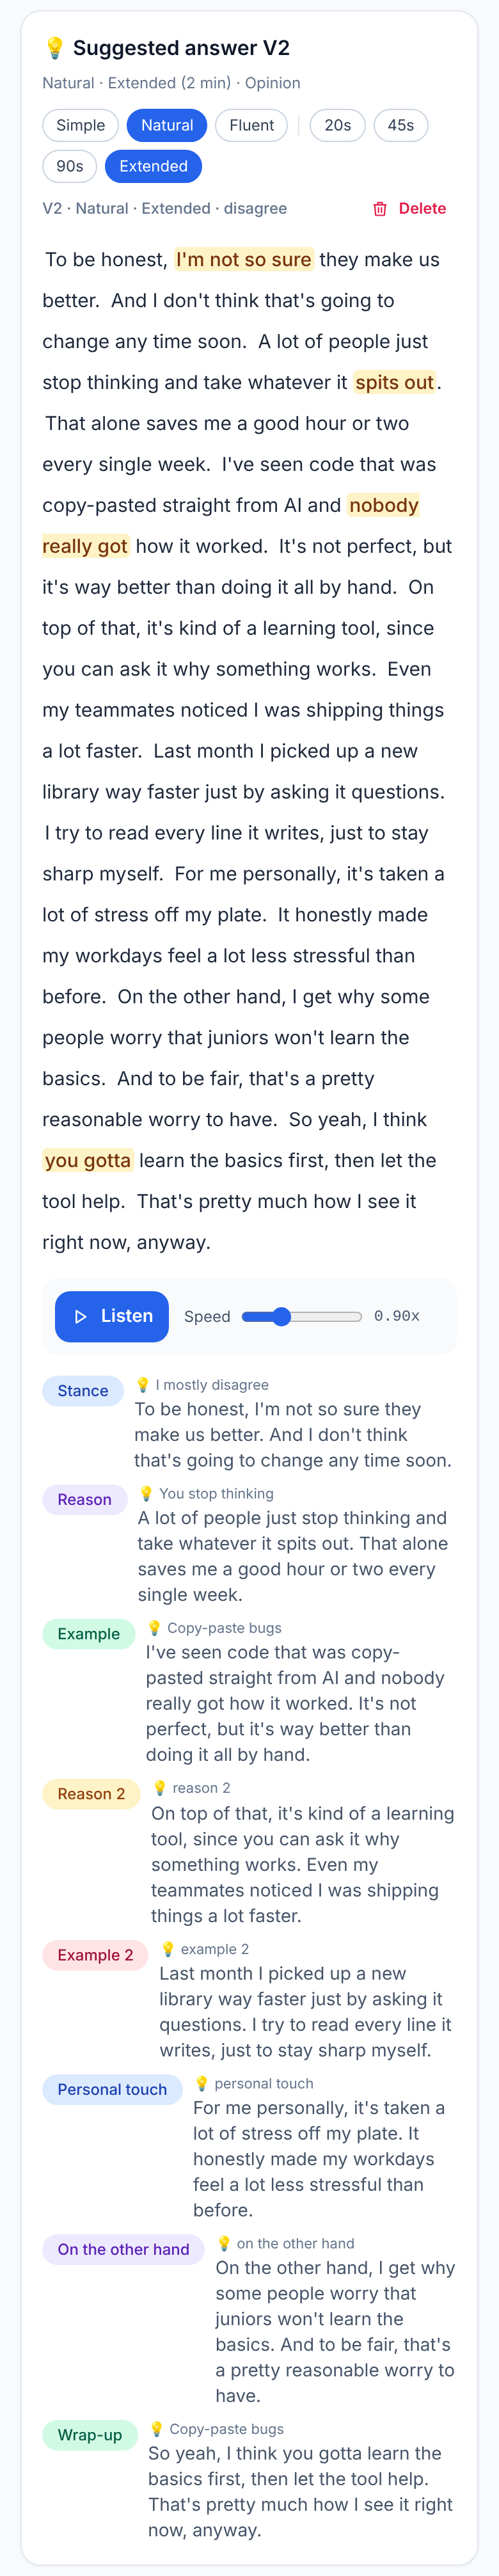 💡 Suggested answer V2
Natural · Extended (2 min) · Opinion
Simple Natural Fluent 20s 45s
90s Extended
V2 · Natural · Extended · disagree Delete
To be honest, I'm not so sure they make us
better. And I don't think that's going to
change any time soon. A lot of people just
stop thinking and take whatever it spits out.
That alone saves me a good hour or two
every single week. I've seen code that was
copy-pasted straight from AI and nobody
really got how it worked. It's not perfect, but
it's way better than doing it all by hand. On
top of that, it's kind of a learning tool, since
you can ask it why something works. Even
my teammates noticed I was shipping things
a lot faster. Last month I picked up a new
library way faster just by asking it questions.
I try to read every line it writes, just to stay
sharp myself. For me personally, it's taken a
lot of stress off my plate. It honestly made
my workdays feel a lot less stressful than
before. On the other hand, I get why some
people worry that juniors won't learn the
basics. And to be fair, that's a pretty
reasonable worry to have. So yeah, I think
you gotta learn the basics first, then let the
tool help. That's pretty much how I see it
right now, anyway.
Listen Speed 0.90x
Stance 💡 I mostly disagree
To be honest, I'm not so sure they
make us better. And I don't think
that's going to change any time soon.
Reason 💡 You stop thinking
A lot of people just stop thinking and
take whatever it spits out. That alone
saves me a good hour or two every
single week.
Example 💡 Copy-paste bugs
I've seen code that was copy-
pasted straight from AI and nobody
really got how it worked. It's not
perfect, but it's way better than
doing it all by hand.
Reason 2 💡 reason 2
On top of that, it's kind of a learning
tool, since you can ask it why
something works. Even my
teammates noticed I was shipping
things a lot faster.
Example 2 💡 example 2
Last month I picked up a new
library way faster just by asking it
questions. I try to read every line it
writes, just to stay sharp myself.
Personal touch 💡 personal touch
For me personally, it's taken a
lot of stress off my plate. It
honestly made my workdays
feel a lot less stressful than
before.
On the other hand 💡 on the other hand
On the other hand, I get why
some people worry that
juniors won't learn the
basics. And to be fair, that's
a pretty reasonable worry to
have.
Wrap-up 💡 Copy-paste bugs
So yeah, I think you gotta learn the
basics first, then let the tool help.
That's pretty much how I see it right
now, anyway.